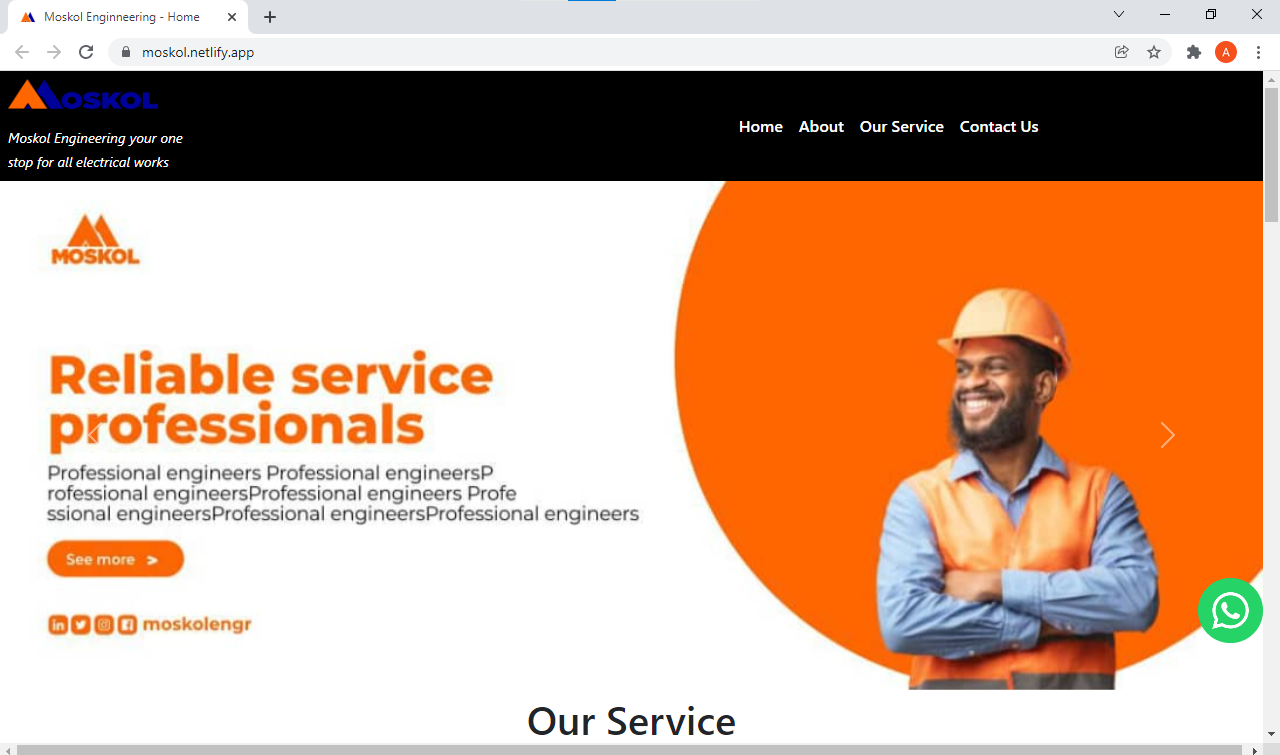 Moskol Enginneering - Home
moskol.netlify.app
A
MOSKOL
Moskol Engineering your one
stop for all electrical works
Home About Our Service Contact Us
MOSKOL
Reliable service
professionals
Professional engineers Professional engineersP
rofessional engineersProfessional engineers Profe
ssional engineersProfessional engineersProfessional engineers
See more >
in f moskolengr
Our Service